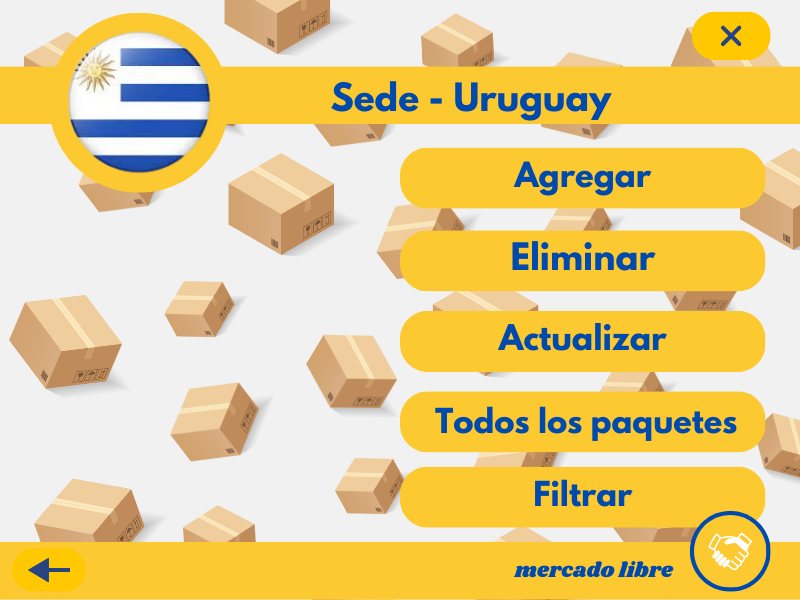 Sede - Uruguay
Agregar
Eliminar
Actualizar
Todos los paquetes
Filtrar
mercado libre